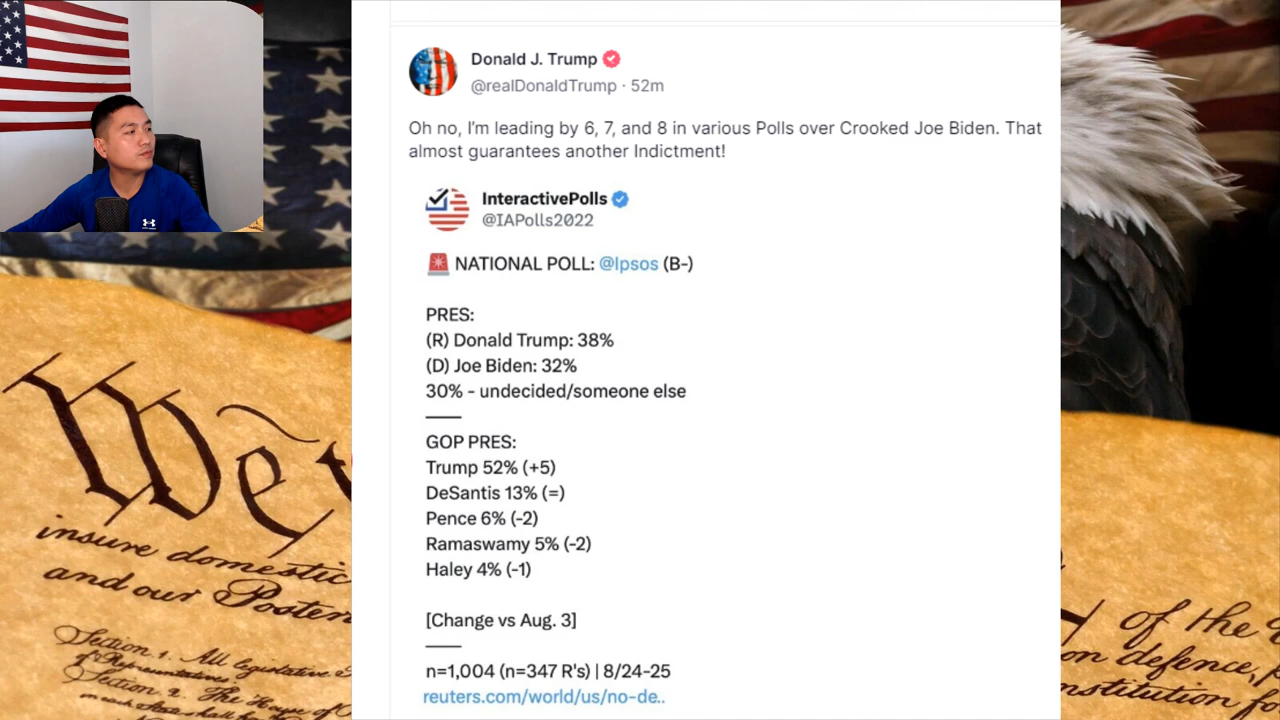 Donald J. Trump
@realDonaldTrump · 52m
Oh no, I'm leading by 6, 7, and 8 in various Polls over Crooked Joe Biden. That
almost guarantees another Indictment!
InteractivePolls
@IAPolls2022
🚨 NATIONAL POLL: @Ipsos (B-)
PRES:
(R) Donald Trump: 38%
(D) Joe Biden: 32%
30% - undecided/someone else
GOP PRES:
Trump 52% (+5)
DeSantis 13% (=)
Pence 6% (-2)
Ramaswamy 5% (-2)
Haley 4% (-1)
[Change vs Aug. 3]
n=1,004 (n=347 R's) | 8/24-25
reuters.com/world/us/no-de..
We
insure domestic
and our Poster
Section. 1. All legislative
of Representatives.
Section. 2. The House of
of the
on defence,
nstitution fo